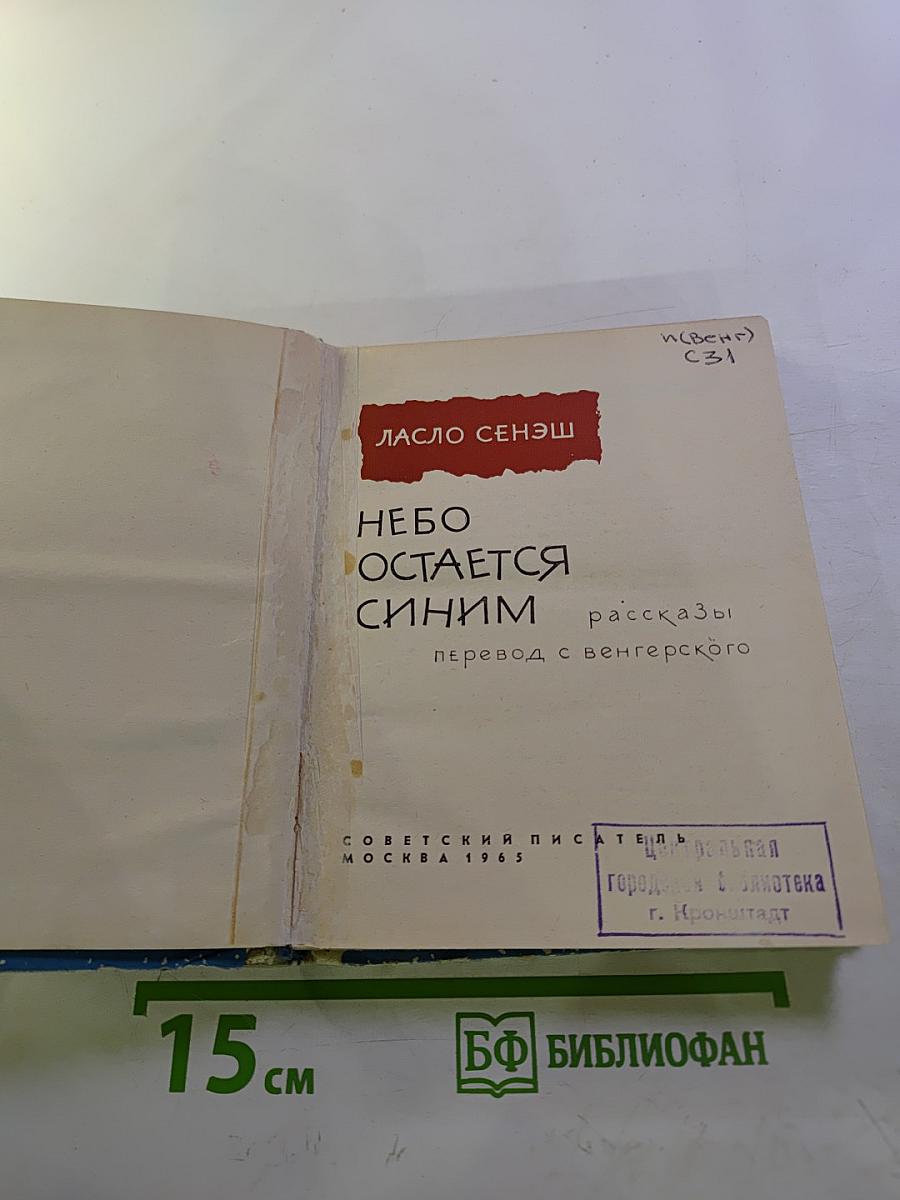 и(Венг)
С31
ЛАСЛО СЕНЭШ
НЕБО
ОСТАЕТСЯ
СИНИМ рассказы
перевод с венгерского
СОВЕТСКИЙ ПИСАТЕЛЬ
МОСКВА 1965
Центральная
городская библиотека
г. Кронштадт
15 см
БФ БИБЛИОФАН